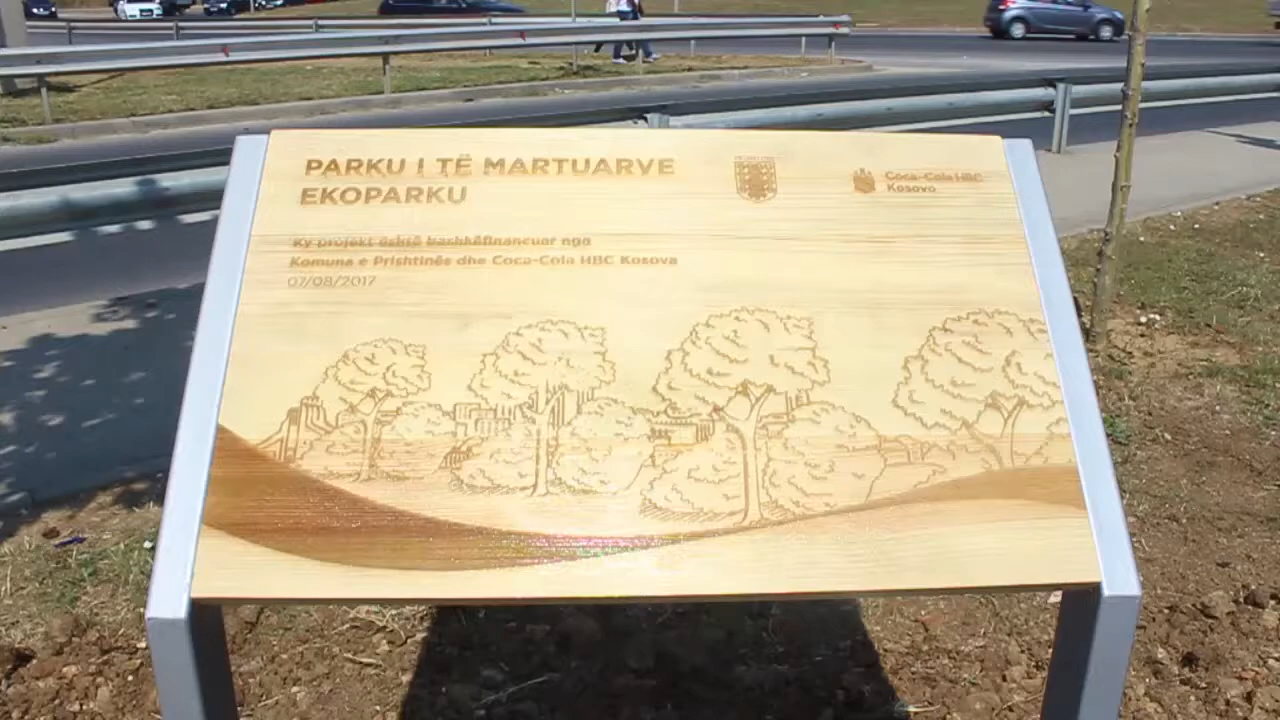 PARKU I TË MARTUARVE
EKOPARKU
Coca-Cola HBC
Kosovo
Ky projekt është bashkëfinancuar nga
Komuna e Prishtinës dhe Coca-Cola HBC Kosova
07/08/2017